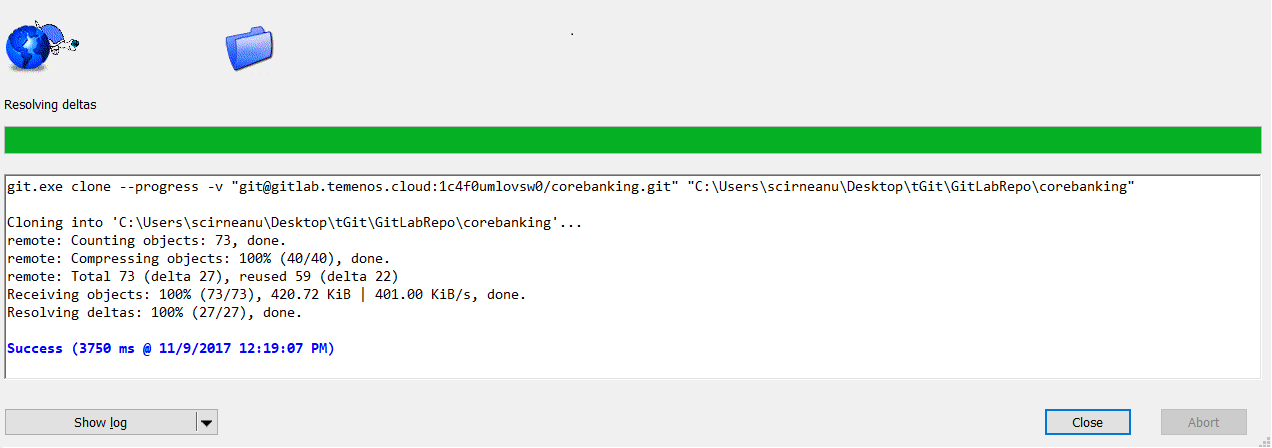 Resolving deltas
git.exe clone --progress -v "git@gitlab.temenos.cloud:1c4f0umlovsw0/corebanking.git" "C:\Users\scirneanu\Desktop\tGit\GitLabRepo\corebanking"
Cloning into 'C:\Users\scirneanu\Desktop\tGit\GitLabRepo\corebanking'...
remote: Counting objects: 73, done.
remote: Compressing objects: 100% (40/40), done.
remote: Total 73 (delta 27), reused 59 (delta 22)
Receiving objects: 100% (73/73), 420.72 KiB | 401.00 KiB/s, done.
Resolving deltas: 100% (27/27), done.
Success (3750 ms @ 11/9/2017 12:19:07 PM)
Show log
Close
Abort